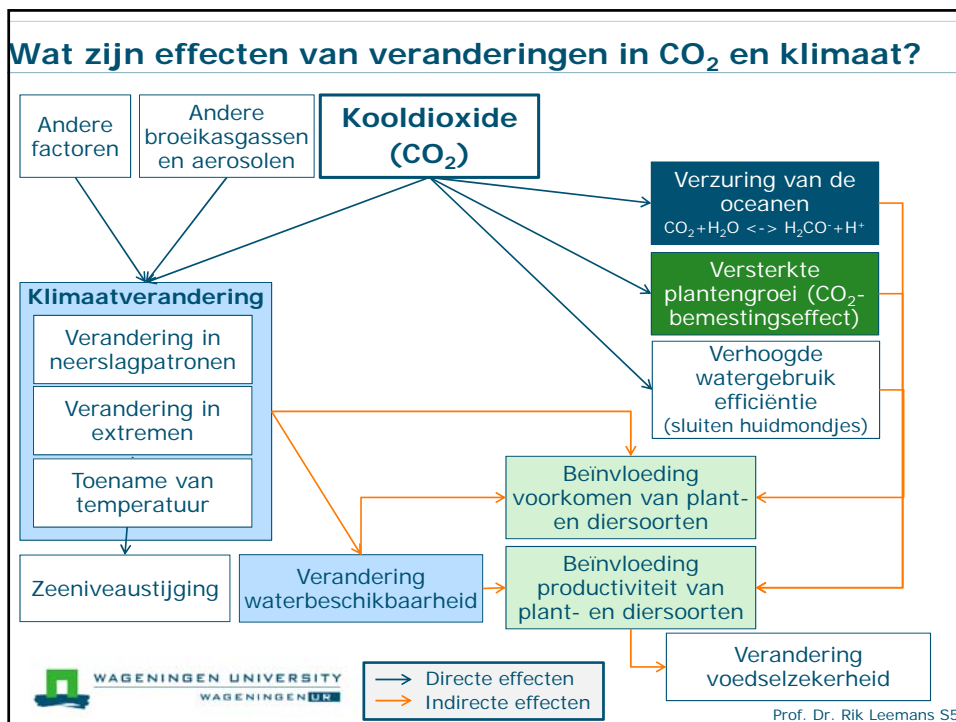 Wat zijn effecten van veranderingen in CO₂ en klimaat?
Andere
factoren
Andere
broeikasgassen
en aerosolen
Kooldioxide
(CO₂)
Verzuring van de
oceanen
CO₂+H₂O <-> H₂CO⁻+H⁺
Klimaatverandering
Versterkte
plantengroei (CO₂-
bemestingseffect)
Verandering in
neerslagpatronen
Verhoogde
watergebruik
efficiëntie
(sluiten huidmondjes)
Verandering in
extremen
Toename van
temperatuur
Beïnvloeding
voorkomen van plant-
en diersoorten
Zeeniveaustijging
Verandering
waterbeschikbaarheid
Beïnvloeding
productiviteit van
plant- en diersoorten
Verandering
voedselzekerheid
WAGENINGEN UNIVERSITY
WAGENINGEN UR
Directe effecten
Indirecte effecten
Prof. Dr. Rik Leemans S5